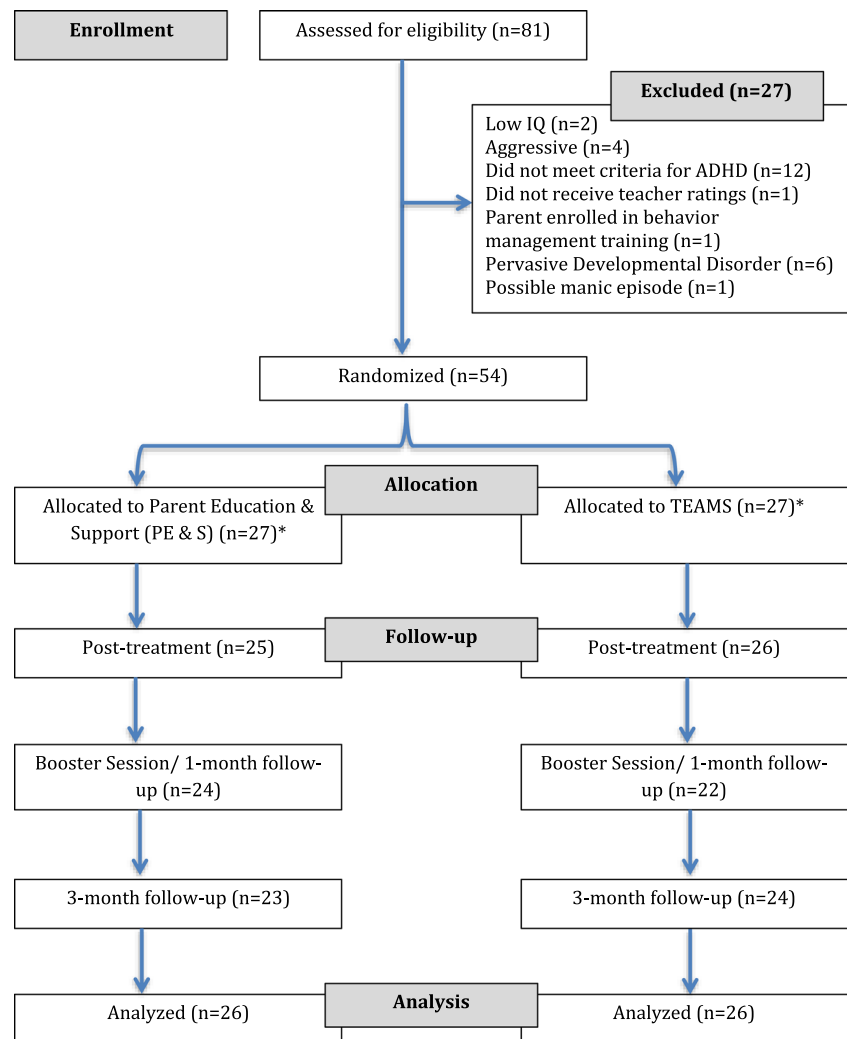 Enrollment
Assessed for eligibility (n=81)
Excluded (n=27)
Low IQ (n=2)
Aggressive (n=4)
Did not meet criteria for ADHD (n=12)
Did not receive teacher ratings (n=1)
Parent enrolled in behavior
management training (n=1)
Pervasive Developmental Disorder (n=6)
Possible manic episode (n=1)
Randomized (n=54)
Allocation
Allocated to Parent Education &
Support (PE & S) (n=27)*
Allocated to TEAMS (n=27)*
Follow-up
Post-treatment (n=25)
Post-treatment (n=26)
Booster Session/ 1-month follow-
up (n=24)
Booster Session/ 1-month follow-
up (n=22)
3-month follow-up (n=23)
3-month follow-up (n=24)
Analysis
Analyzed (n=26)
Analyzed (n=26)